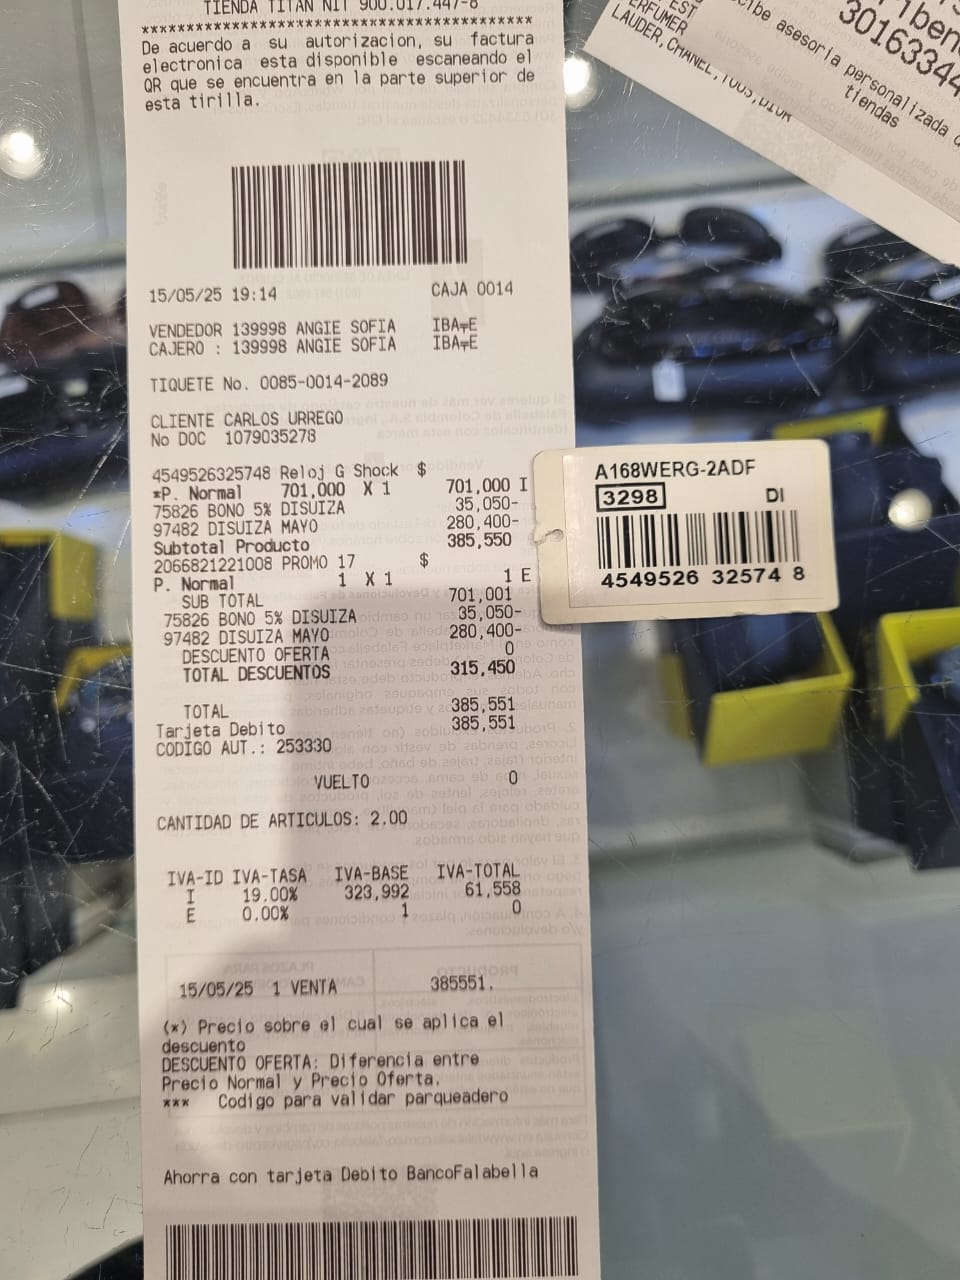 TIENDA TITAN NIT 900.017.447-8
****************************************
De acuerdo a su autorizacion, su factura
electronica esta disponible escaneando el
QR que se encuentra en la parte superior de
esta tirilla.
15/05/25 19:14 CAJA 0014
VENDEDOR 139998 ANGIE SOFIA IBA╤E
CAJERO : 139998 ANGIE SOFIA IBA╤E
TIQUETE No. 0085-0014-2089
CLIENTE CARLOS URREGO
No DOC 1079035278
4549526325748 Reloj G Shock $
*P. Normal 701,000 X 1 701,000 I
75826 BONO 5% DISUIZA 35,050-
97482 DISUIZA MAYO 280,400-
Subtotal Producto 385,550
2066821221008 PROMO 17 $
P. Normal 1 X 1 1 E
SUB TOTAL 701,001
75826 BONO 5% DISUIZA 35,050-
97482 DISUIZA MAYO 280,400-
DESCUENTO OFERTA 0
TOTAL DESCUENTOS 315,450
TOTAL 385,551
Tarjeta Debito 385,551
CODIGO AUT.: 253330
VUELTO 0
CANTIDAD DE ARTICULOS: 2.00
IVA-ID IVA-TASA IVA-BASE IVA-TOTAL
I 19.00% 323,992 61,558
E 0.00% 1 0
15/05/25 1 VENTA 385551.
(*) Precio sobre el cual se aplica el
descuento
DESCUENTO OFERTA: Diferencia entre
Precio Normal y Precio Oferta.
*** Codigo para validar parqueadero
Ahorra con tarjeta Debito BancoFalabella
A168WERG-2ADF
3298 DI
4549526 32574 8
LAUDER,CHANEL,TOUS,DIOR
asesoria personalizada
tiendas